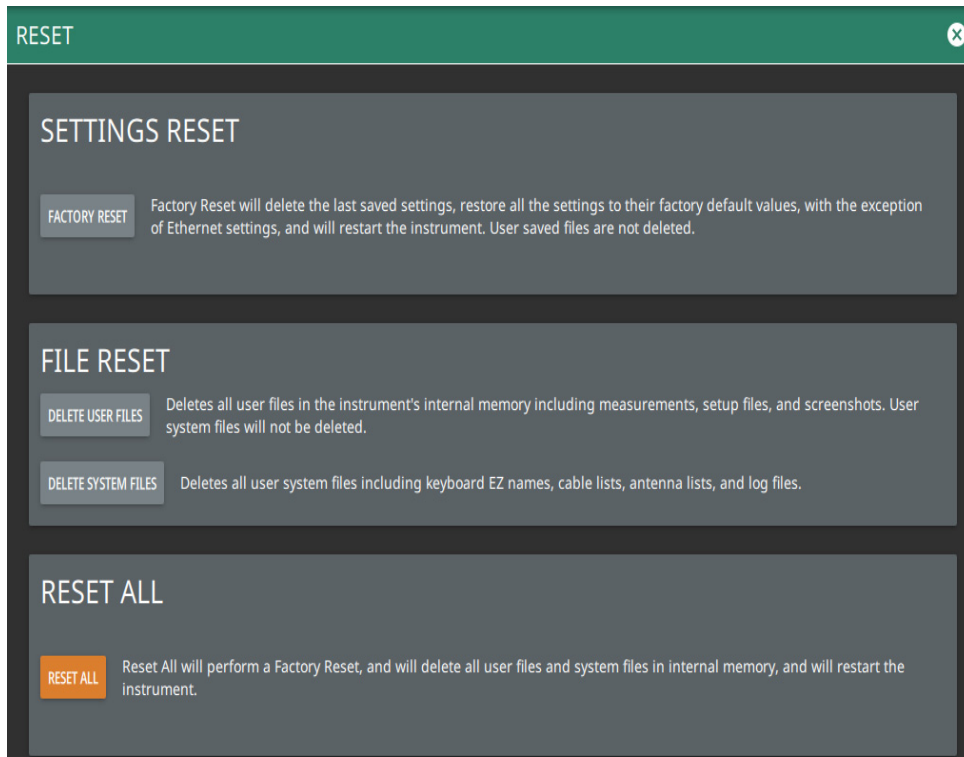 RESET
SETTINGS RESET
FACTORY RESET
Factory Reset will delete the last saved settings, restore all the settings to their factory default values, with the exception
of Ethernet settings, and will restart the instrument. User saved files are not deleted.
FILE RESET
DELETE USER FILES
Deletes all user files in the instrument's internal memory including measurements, setup files, and screenshots. User
system files will not be deleted.
DELETE SYSTEM FILES
Deletes all user system files including keyboard EZ names, cable lists, antenna lists, and log files.
RESET ALL
RESET ALL
Reset All will perform a Factory Reset, and will delete all user files and system files in internal memory, and will restart the
instrument.